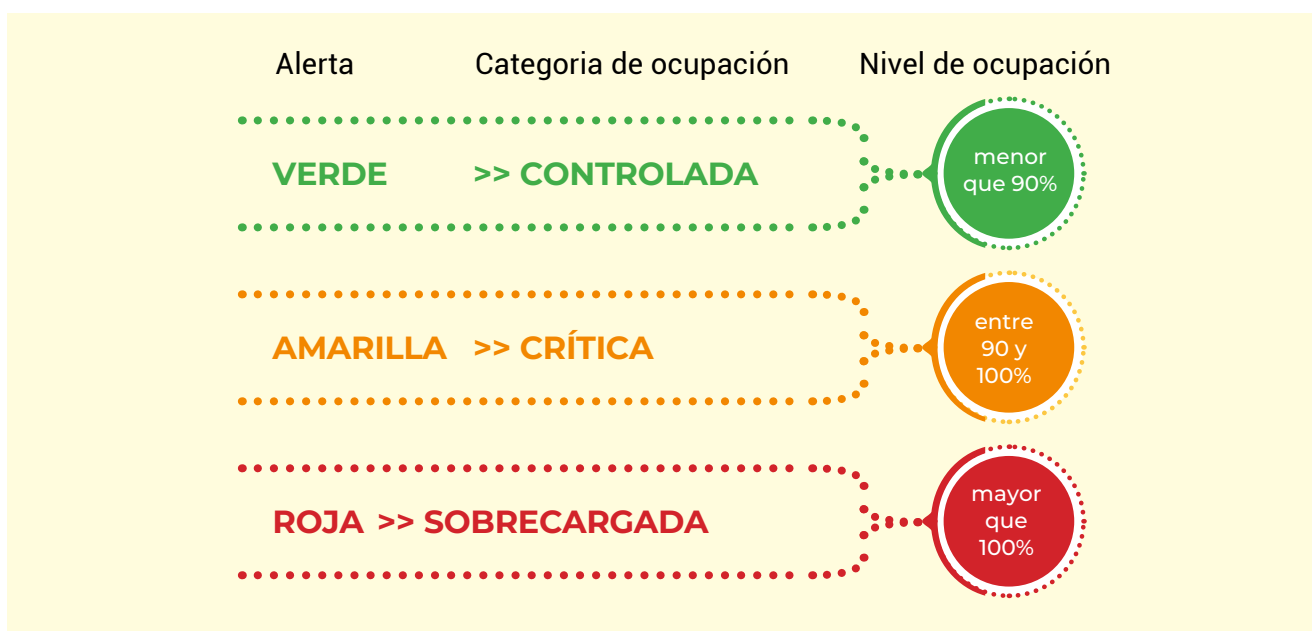 Alerta Categoria de ocupación Nivel de ocupación
VERDE >> CONTROLADA
menor
que 90%
AMARILLA >> CRÍTICA
entre
90 y
100%
ROJA >> SOBRECARGADA
mayor
que
100%